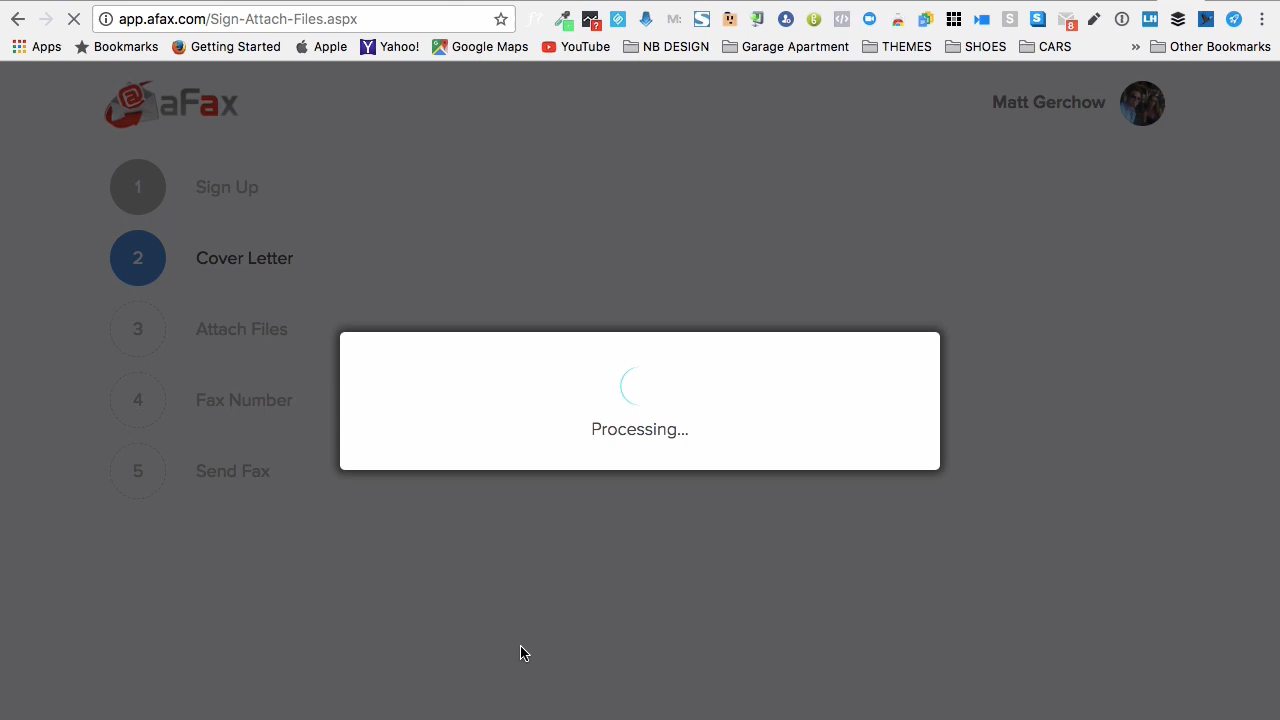 app.afax.com/Sign-Attach-Files.aspx
M:
?
8
LH
S
S
S
Apps Bookmarks Getting Started Apple Yahoo! Google Maps YouTube NB DESIGN Garage Apartment THEMES SHOES CARS » Other Bookmarks
aFax
Matt Gerchow
1 Sign Up
2 Cover Letter
3 Attach Files
4 Fax Number
5 Send Fax
Processing...